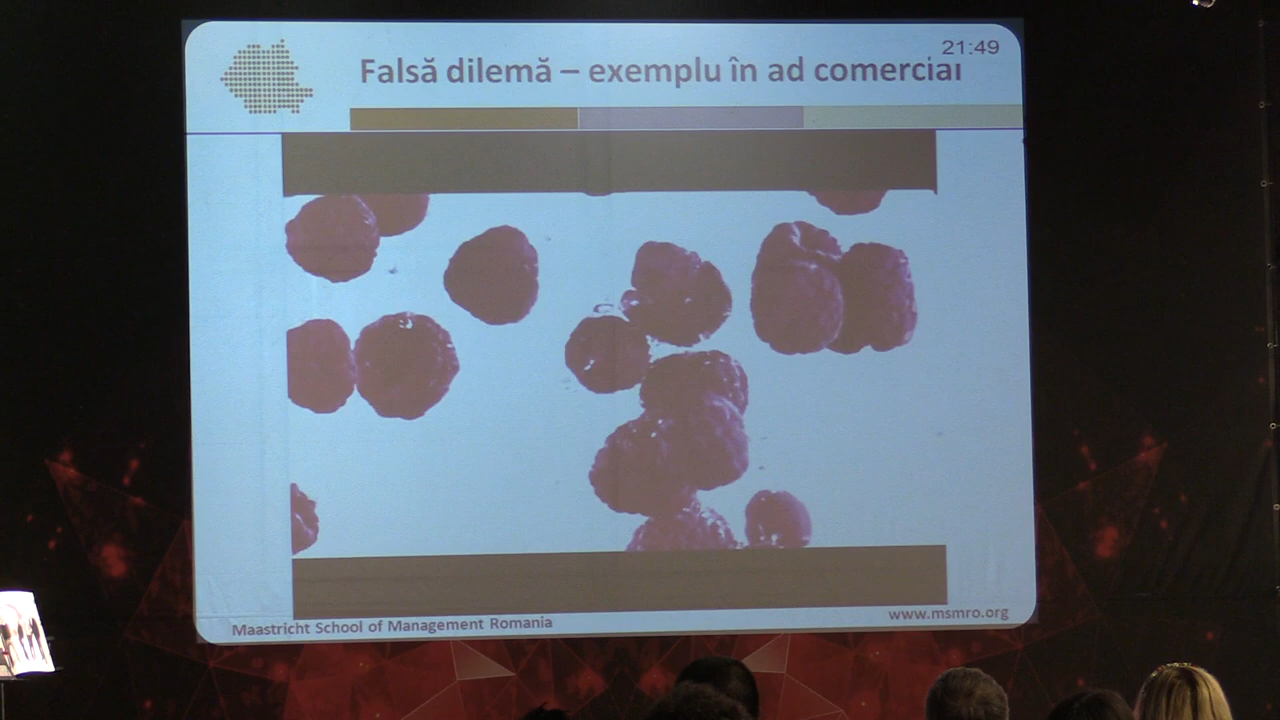 21:49
Falsă dilemă – exemplu în ad comercial
Maastricht School of Management Romania
www.msmro.org